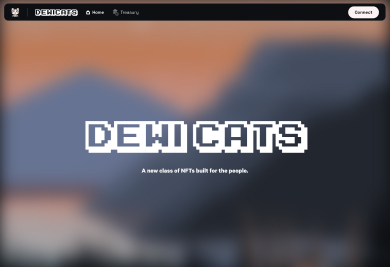 DEWICATS Home Treasury Connect
DEWI CATS
A new class of NFTs built for the people.